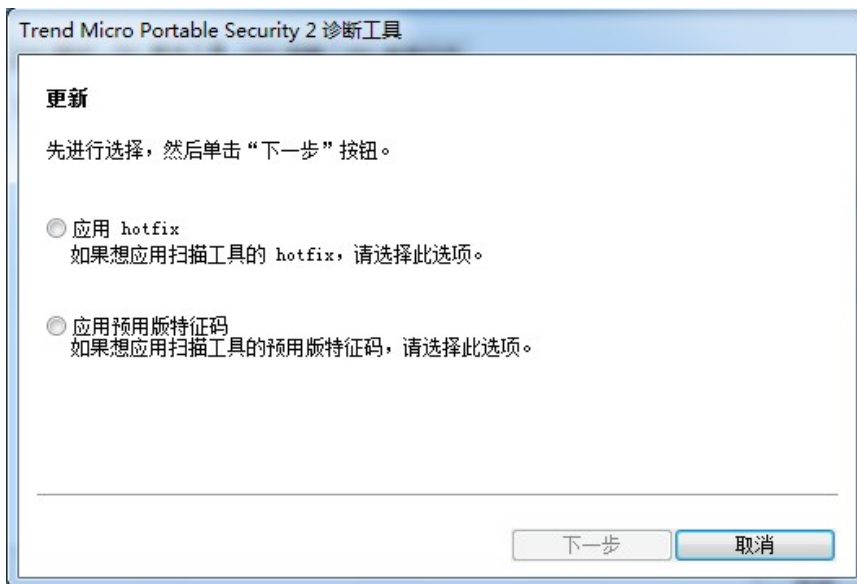 Trend Micro Portable Security 2 诊断工具
更新
先进行选择，然后单击“下一步”按钮。
应用 hotfix
如果想应用扫描工具的 hotfix，请选择此选项。
应用预用版特征码
如果想应用扫描工具的预用版特征码，请选择此选项。
下一步 取消